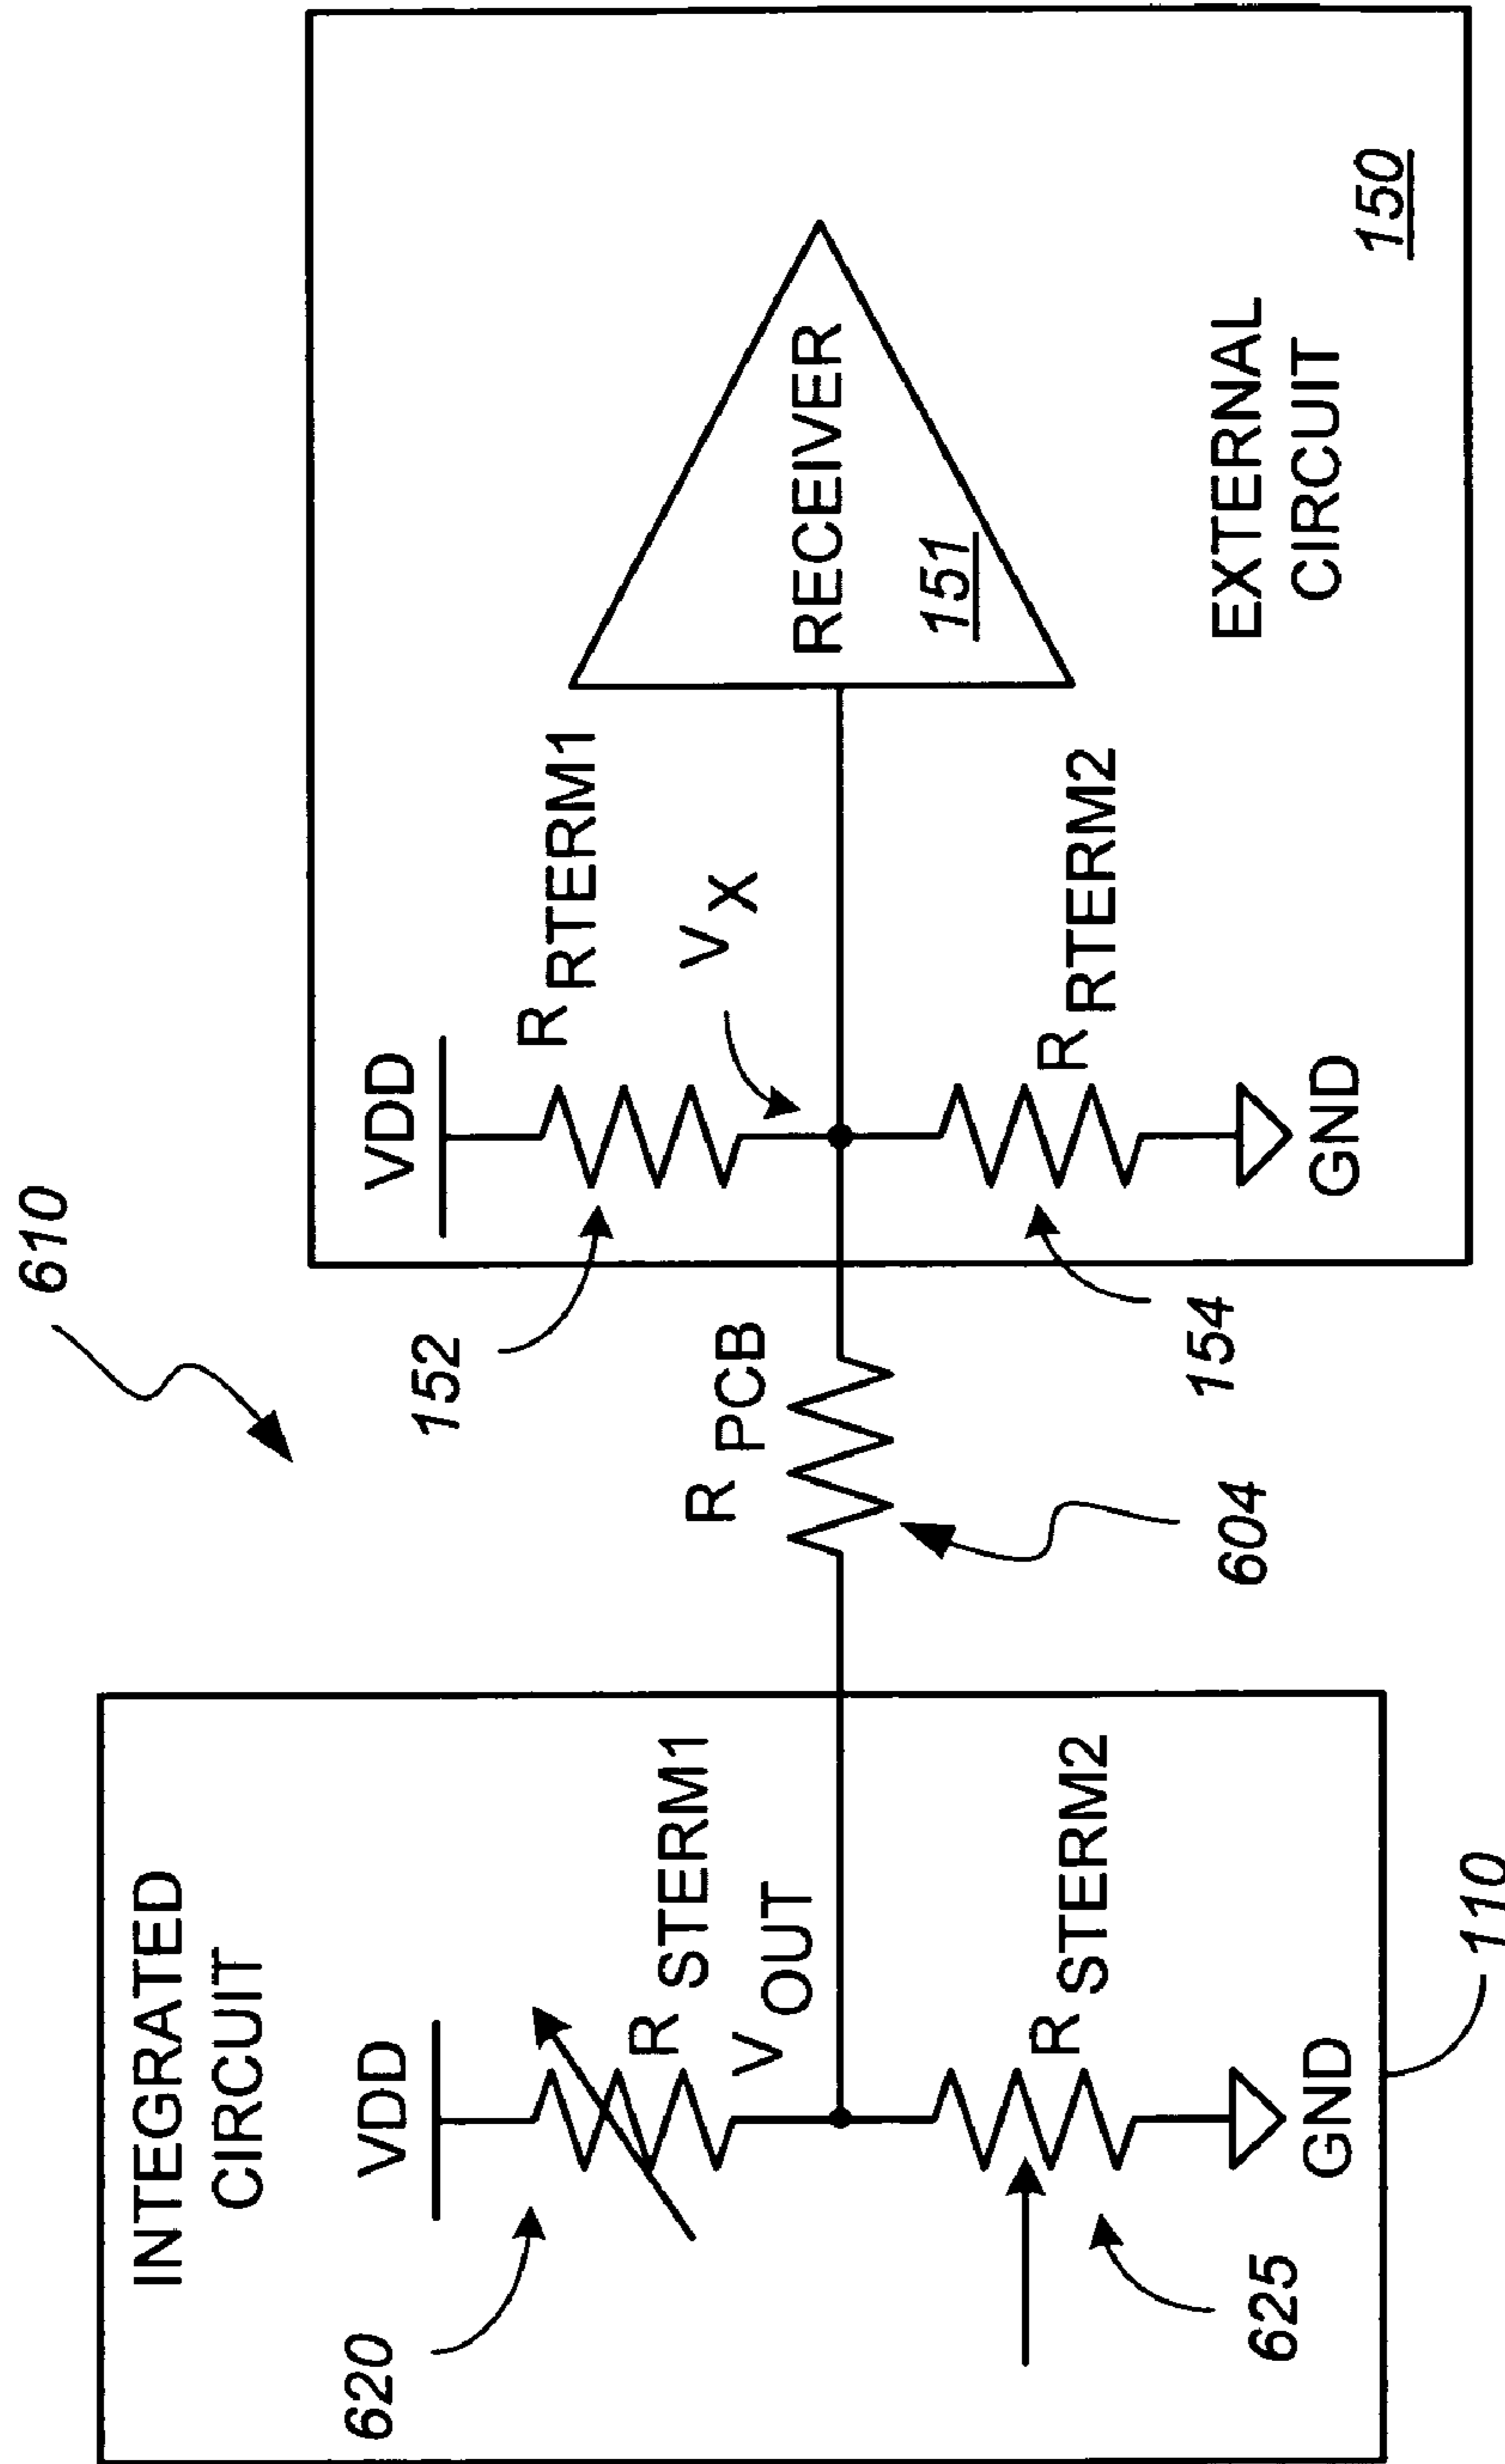 610
INTEGRATED
CIRCUIT
620
VDD
R STERM1
V OUT
R STERM2
625
GND
110
R PCB
604
VDD
152
R RTERM1
V X
R RTERM2
154
GND
RECEIVER
151
EXTERNAL
CIRCUIT
150